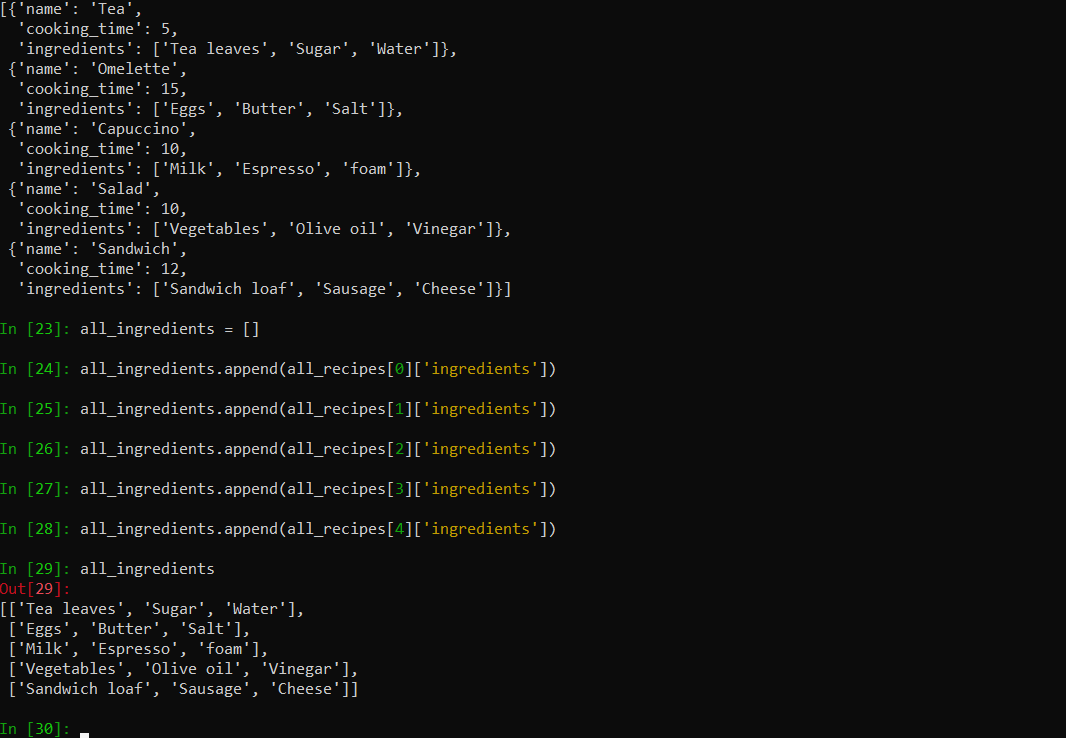 [{'name': 'Tea',
  'cooking_time': 5,
  'ingredients': ['Tea leaves', 'Sugar', 'Water']},
 {'name': 'Omelette',
  'cooking_time': 15,
  'ingredients': ['Eggs', 'Butter', 'Salt']},
 {'name': 'Capuccino',
  'cooking_time': 10,
  'ingredients': ['Milk', 'Espresso', 'foam']},
 {'name': 'Salad',
  'cooking_time': 10,
  'ingredients': ['Vegetables', 'Olive oil', 'Vinegar']},
 {'name': 'Sandwich',
  'cooking_time': 12,
  'ingredients': ['Sandwich loaf', 'Sausage', 'Cheese']}]
In [23]: all_ingredients = []
In [24]: all_ingredients.append(all_recipes[0]['ingredients'])
In [25]: all_ingredients.append(all_recipes[1]['ingredients'])
In [26]: all_ingredients.append(all_recipes[2]['ingredients'])
In [27]: all_ingredients.append(all_recipes[3]['ingredients'])
In [28]: all_ingredients.append(all_recipes[4]['ingredients'])
In [29]: all_ingredients
Out[29]:
[['Tea leaves', 'Sugar', 'Water'],
 ['Eggs', 'Butter', 'Salt'],
 ['Milk', 'Espresso', 'foam'],
 ['Vegetables', 'Olive oil', 'Vinegar'],
 ['Sandwich loaf', 'Sausage', 'Cheese']]
In [30]: